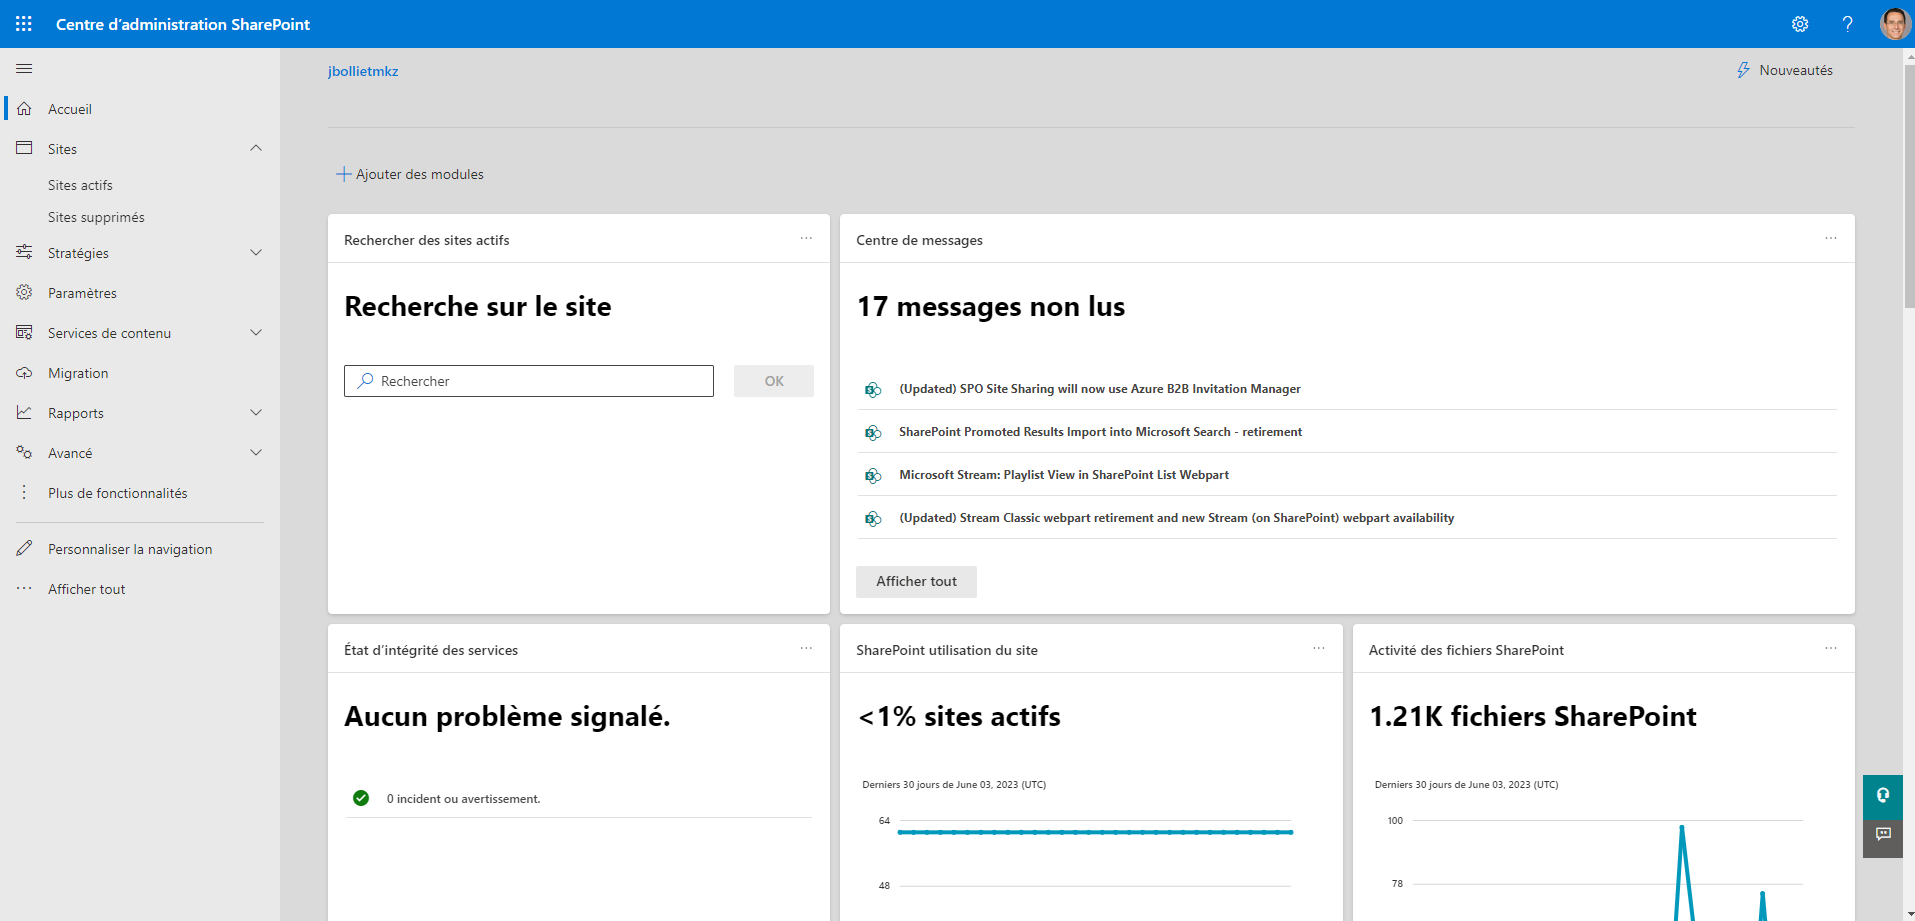 Centre d’administration SharePoint
jbollietmkz
Nouveautés
Accueil
Sites
Sites actifs
Sites supprimés
Stratégies
Paramètres
Services de contenu
Migration
Rapports
Avancé
Plus de fonctionnalités
Personnaliser la navigation
Afficher tout
Ajouter des modules
Rechercher des sites actifs
Recherche sur le site
Rechercher
OK
Centre de messages
17 messages non lus
(Updated) SPO Site Sharing will now use Azure B2B Invitation Manager
SharePoint Promoted Results Import into Microsoft Search - retirement
Microsoft Stream: Playlist View in SharePoint List Webpart
(Updated) Stream Classic webpart retirement and new Stream (on SharePoint) webpart availability
Afficher tout
État d’intégrité des services
Aucun problème signalé.
0 incident ou avertissement.
SharePoint utilisation du site
<1% sites actifs
Derniers 30 jours de June 03, 2023 (UTC)
64
48
Activité des fichiers SharePoint
1.21K fichiers SharePoint
Derniers 30 jours de June 03, 2023 (UTC)
100
78